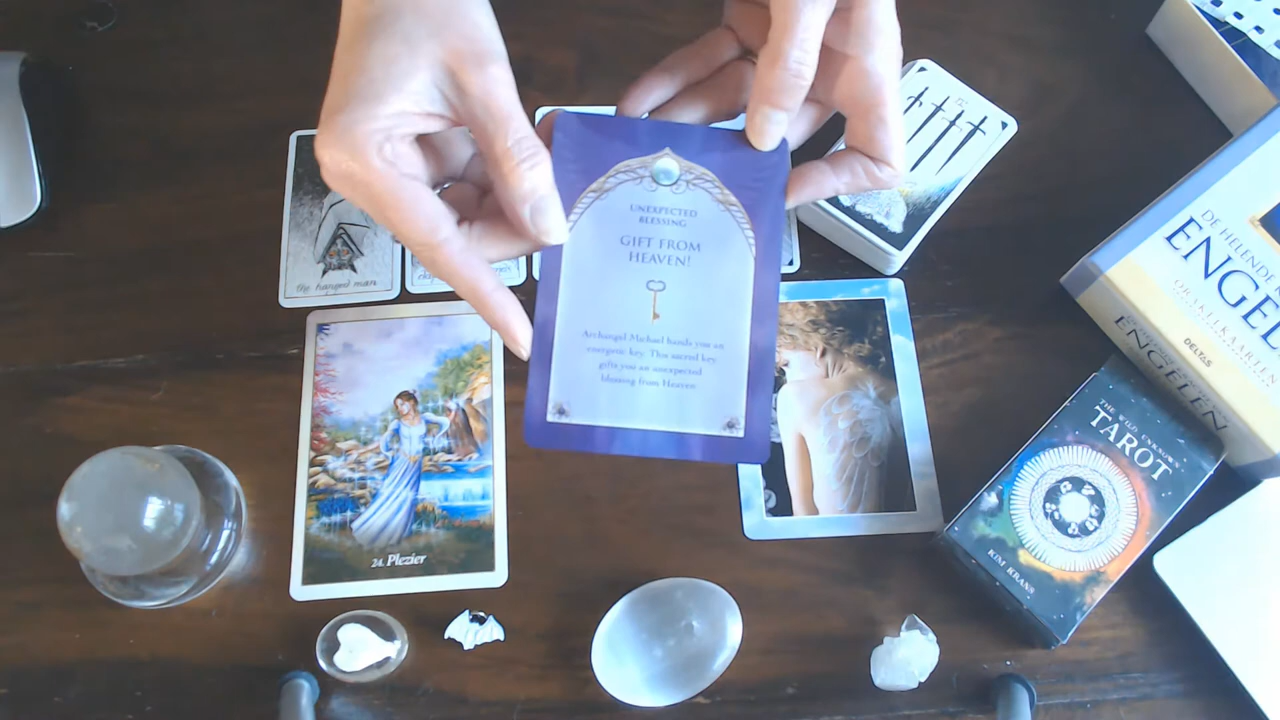 UNEXPECTED
BLESSING
GIFT FROM
HEAVEN!
Archangel Michael hands you an
energetic key. This sacred key
gifts you an unexpected
blessing from Heaven.
the hanged man
24. Plezier
DE HELENDE
ENGEL
ORAKELKAARTEN
DELTAS
ENGELEN
THE WILD UNKNOWN
TAROT
KIM KRANS